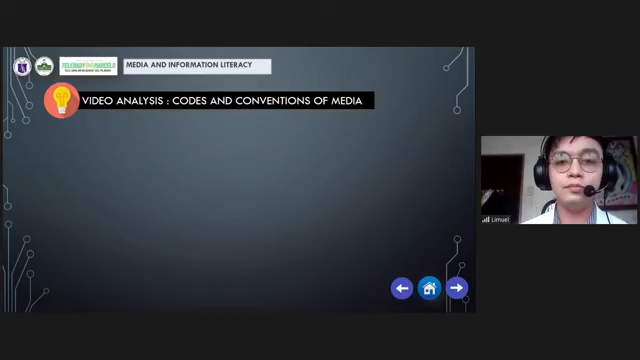 MEDIA AND INFORMATION LITERACY
VIDEO ANALYSIS : CODES AND CONVENTIONS OF MEDIA
Limuel